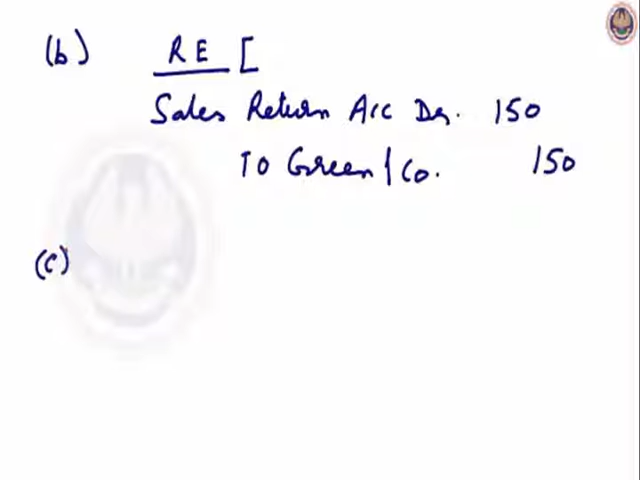 (b) RE [
Sales Return A/C Dr. 150
To Green & Co. 150
(c)